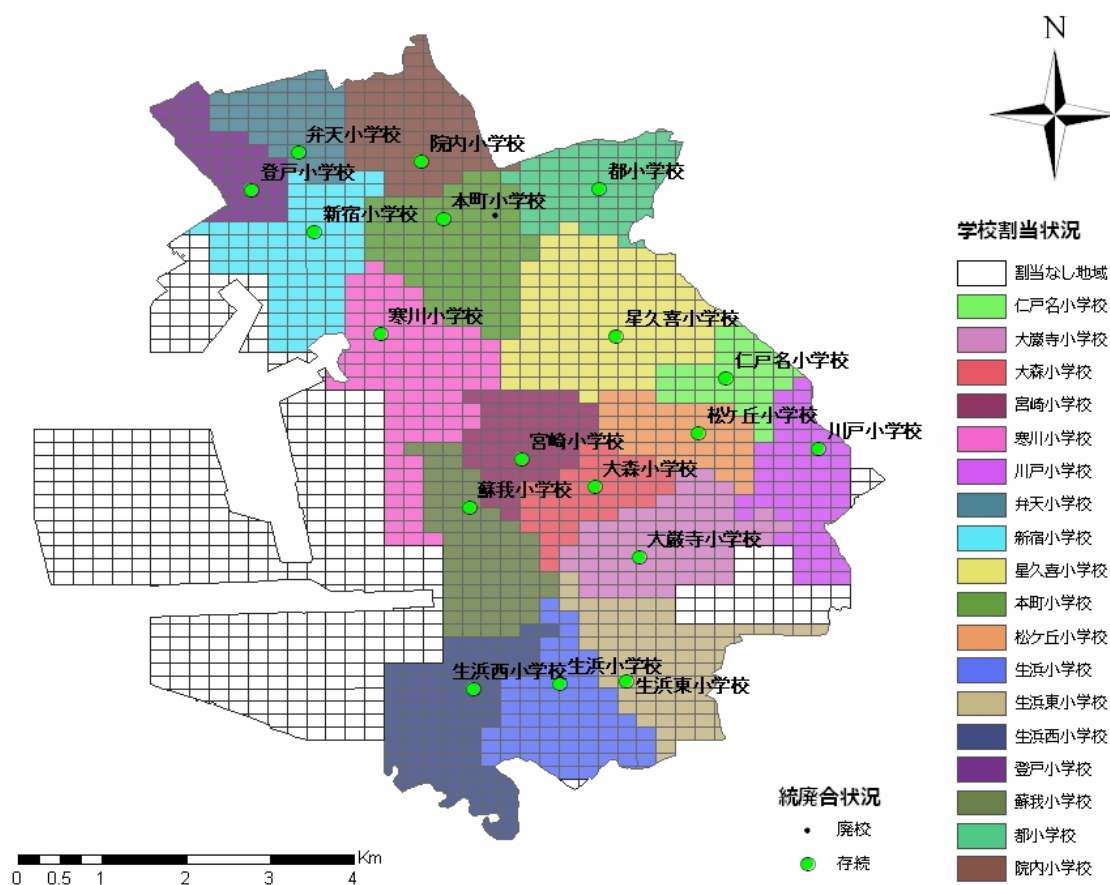 N
弁天小学校
院内小学校
登戸小学校
都小学校
本町小学校
新宿小学校
寒川小学校
星久喜小学校
仁戸名小学校
松ケ丘小学校
川戸小学校
宮崎小学校
大森小学校
蘇我小学校
大巌寺小学校
生浜西小学校
生浜小学校
生浜東小学校
学校割当状況
割当なし地域
仁戸名小学校
大巌寺小学校
大森小学校
宮崎小学校
寒川小学校
川戸小学校
弁天小学校
新宿小学校
星久喜小学校
本町小学校
松ケ丘小学校
生浜小学校
生浜東小学校
生浜西小学校
登戸小学校
蘇我小学校
都小学校
院内小学校
統廃合状況
廃校
存続
Km
0 0.5 1 2 3 4